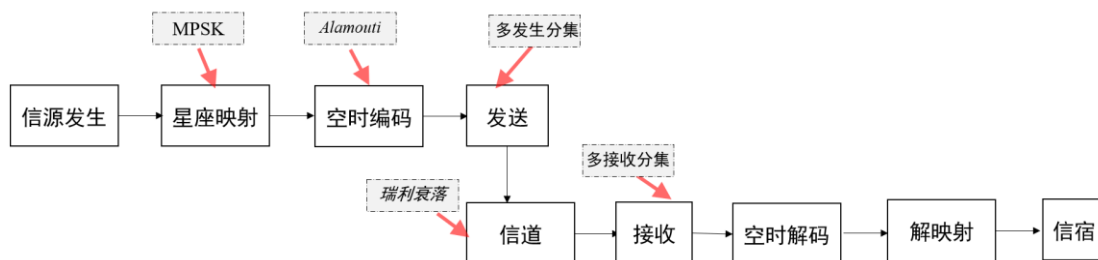 MPSK
Alamouti
多发生分集
信源发生
星座映射
空时编码
发送
多接收分集
瑞利衰落
信道
接收
空时解码
解映射
信宿